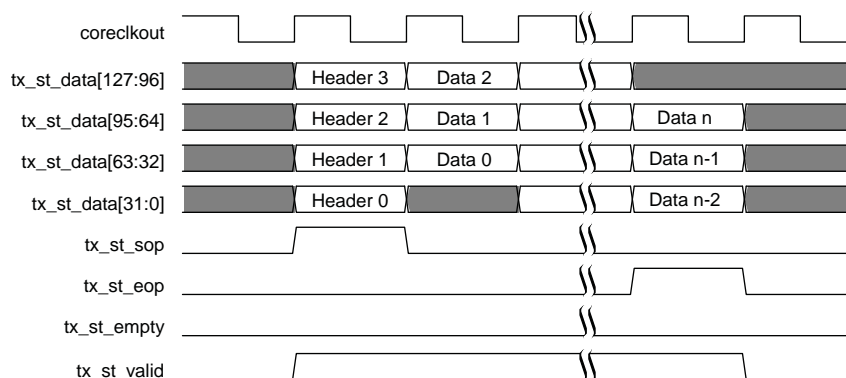 coreclkout
tx_st_data[127:96] Header 3 Data 2
tx_st_data[95:64] Header 2 Data 1 Data n
tx_st_data[63:32] Header 1 Data 0 Data n-1
tx_st_data[31:0] Header 0 Data n-2
tx_st_sop
tx_st_eop
tx_st_empty
tx_st_valid